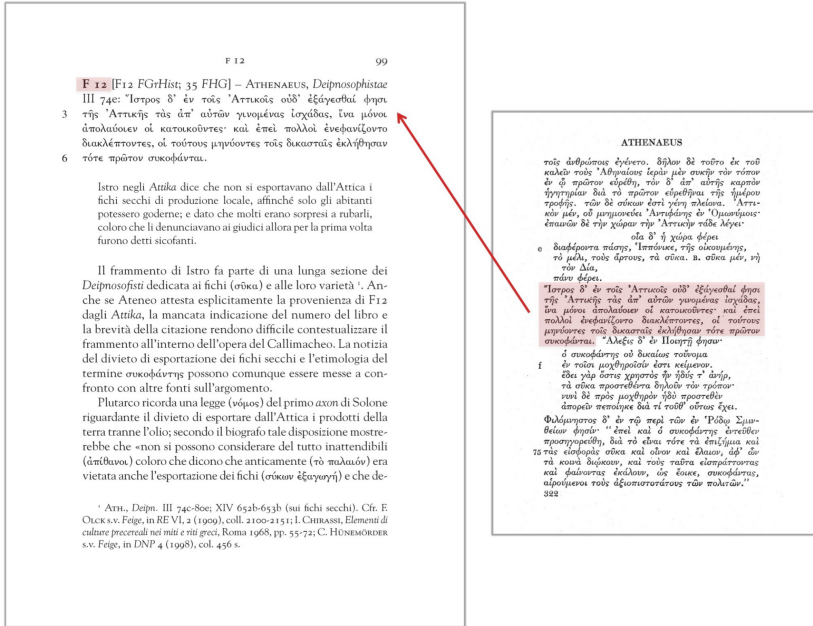 F 12 99
F 12 [F12 FGrHist; 35 FHG] – ATHENAEUS, Deipnosophistae
III 74e: Ἴστρος δ' ἐν τοῖς Ἀττικοῖς οὐδ' ἐξάγεσθαί φησι
3 τῆς Ἀττικῆς τὰς ἀπ' αὐτῶν γινομένας ἰσχάδας, ἵνα μόνοι
ἀπολαύοιεν οἱ κατοικοῦντες· καὶ ἐπεὶ πολλοὶ ἐνεφανίζοντο
διακλέπτοντες, οἱ τούτους μηνύοντες τοῖς δικασταῖς ἐκλήθησαν
6 τότε πρῶτον συκοφάνται.
Istro negli Attika dice che non si esportavano dall'Attica i
fichi secchi di produzione locale, affinché solo gli abitanti
potessero goderne; e dato che molti erano sorpresi a rubarli,
coloro che li denunciavano ai giudici allora per la prima volta
furono detti sicofanti.
Il frammento di Istro fa parte di una lunga sezione dei
Deipnosofisti dedicata ai fichi (σῦκα) e alle loro varietà ¹. An-
che se Ateneo attesta esplicitamente la provenienza di F12
dagli Attika, la mancata indicazione del numero del libro e
la brevità della citazione rendono difficile contestualizzare il
frammento all'interno dell'opera del Callimacheo. La notizia
del divieto di esportazione dei fichi secchi e l'etimologia del
termine συκοφάντης possono comunque essere messe a con-
fronto con altre fonti sull'argomento.
Plutarco ricorda una legge (νόμος) del primo axon di Solone
riguardante il divieto di esportare dall'Attica i prodotti della
terra tranne l'olio; secondo il biografo tale disposizione mostre-
rebbe che «non si possono considerare del tutto inattendibili
(ἀπίθανοι) coloro che dicono che anticamente (τὸ παλαιόν) era
vietata anche l'esportazione dei fichi (σύκων ἐξαγωγή) e che de-
¹ ATH., Deipn. III 74c-80e; XIV 652b-653b (sui fichi secchi). Cfr. F.
OLCK s.v. Feige, in RE VI, 2 (1909), coll. 2100-2151; I. CHIRASSI, Elementi di
culture precereali nei miti e riti greci, Roma 1968, pp. 55-72; C. HÜNEMÖRDER
s.v. Feige, in DNP 4 (1998), col. 456 s.
ATHENAEUS
τοῖς ἀνθρώποις ἐγένετο. δῆλον δὲ τοῦτο ἐκ τοῦ
καλεῖν τοὺς Ἀθηναίους ἱερὰν μὲν συκῆν τὸν τόπον
ἐν ᾧ πρῶτον εὑρέθη, τὸν δ' ἀπ' αὐτῆς καρπὸν
ἡγητηρίαν διὰ τὸ πρῶτον εὑρεθῆναι τῆς ἡμέρου
τροφῆς. τῶν δὲ σύκων ἐστὶ γένη πλείονα. Ἀττι-
κὸν μέν, οὗ μνημονεύει Ἀντιφάνης ἐν Ὁμωνύμοις·
ἐπαινῶν δὲ τὴν χώραν τὴν Ἀττικὴν τάδε λέγει·
οἷα δ' ἡ χώρα φέρει
e διαφέροντα πάσης, Ἱππόνικε, τῆς οἰκουμένης,
τὸ μέλι, τοὺς ἄρτους, τὰ σῦκα. Β. σῦκα μέν, νὴ
τὸν Δία,
πάνυ φέρει.
Ἴστρος δ' ἐν τοῖς Ἀττικοῖς οὐδ' ἐξάγεσθαί φησι
τῆς Ἀττικῆς τὰς ἀπ' αὐτῶν γινομένας ἰσχάδας,
ἵνα μόνοι ἀπολαύοιεν οἱ κατοικοῦντες· καὶ ἐπεὶ
πολλοὶ ἐνεφανίζοντο διακλέπτοντες, οἱ τούτους
μηνύοντες τοῖς δικασταῖς ἐκλήθησαν τότε πρῶτον
συκοφάνται. Ἄλεξις δ' ἐν Ποιητῇ φησιν·
ὁ συκοφάντης οὐ δικαίως τοὔνομα
f ἐν τοῖσι μοχθηροῖσίν ἐστι κείμενον.
ἔδει γὰρ ὅστις χρηστὸς ἦν ἡδύς τ' ἀνήρ,
τὰ σῦκα προστεθέντα δηλοῦν τὸν τρόπον·
νυνὶ δὲ πρὸς μοχθηρὸν ἡδὺ προστεθὲν
ἀπορεῖν πεποίηκε διὰ τί τοῦθ' οὕτως ἔχει.
Φιλόμνηστος δ' ἐν τῷ περὶ τῶν ἐν Ῥόδῳ Σμιν-
θείων φησίν· “ἐπεὶ καὶ ὁ συκοφάντης ἐντεῦθεν
προσηγορεύθη, διὰ τὸ εἶναι τότε τὰ ἐπιζήμια καὶ
75 τὰς εἰσφορὰς σῦκα καὶ οἶνον καὶ ἔλαιον, ἀφ' ὧν
τὰ κοινὰ διῴκουν, καὶ τοὺς ταῦτα εἰσπράττοντας
καὶ φαίνοντας ἐκάλουν, ὡς ἔοικε, συκοφάντας,
αἱρούμενοι τοὺς ἀξιοπιστοτάτους τῶν πολιτῶν.”
322